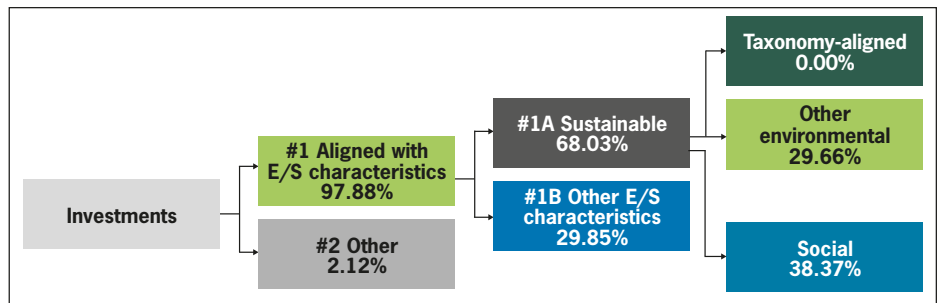 Investments
#1 Aligned with
E/S characteristics
97.88%
#2 Other
2.12%
#1A Sustainable
68.03%
#1B Other E/S
characteristics
29.85%
Taxonomy-aligned
0.00%
Other
environmental
29.66%
Social
38.37%